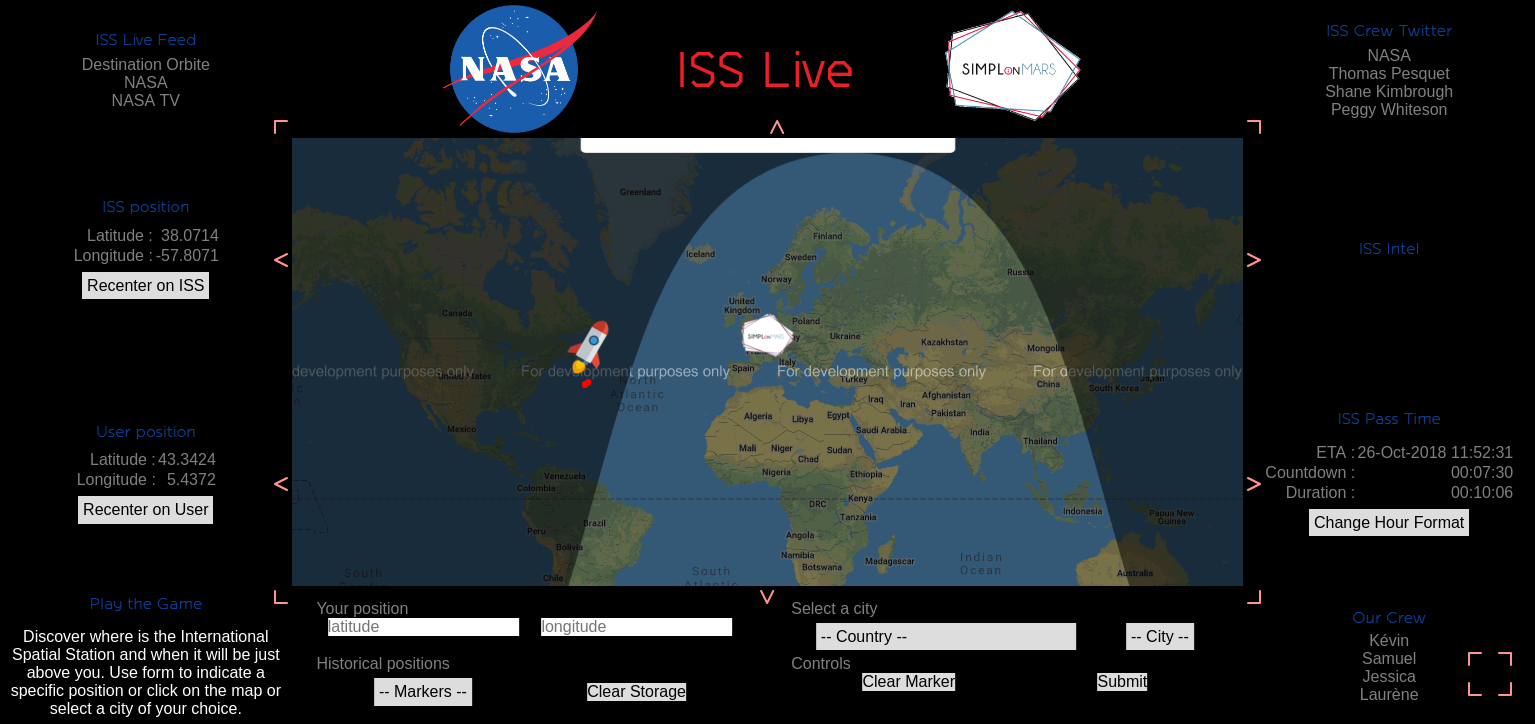 ISS Live Feed
Destination Orbite
NASA
NASA TV
NASA
ISS Live
SIMPLonMARS
ISS Crew Twitter
NASA
Thomas Pesquet
Shane Kimbrough
Peggy Whiteson
ISS position
Latitude : 38.0714
Longitude : -57.8071
Recenter on ISS
User position
Latitude : 43.3424
Longitude : 5.4372
Recenter on User
Play the Game
Discover where is the International
Spatial Station and when it will be just
above you. Use form to indicate a
specific position or click on the map or
select a city of your choice.
Greenland
Iceland
Finland
Sweden
Norway
Russia
United
Kingdom
Canada
Poland
SIMPLonMARS
Ukraine
Kazakhstan
Mongolia
Italy
Spain
development purposes only
For development purposes only
For development purposes only
For development purposes only
United States
North
Atlantic
Ocean
Turkey
China
Japan
South Korea
Iraq
Iran
Afghanistan
Pakistan
Algeria
Libya
Egypt
Saudi Arabia
India
Mexico
Thailand
Mali
Niger
Chad
Sudan
Nigeria
Ethiopia
Venezuela
Colombia
DRC
Kenya
Tanzania
Indonesia
Papua New
Guinea
Peru
Brazil
Bolivia
Angola
Namibia
Botswana
Madagascar
Indian
Ocean
Chile
South
South
Atlantic
Australia
Your position
latitude
longitude
Historical positions
-- Markers --
Clear Storage
Select a city
-- Country --
-- City --
Controls
Clear Marker
Submit
ISS Intel
ISS Pass Time
ETA : 26-Oct-2018 11:52:31
Countdown : 00:07:30
Duration : 00:10:06
Change Hour Format
Our Crew
Kévin
Samuel
Jessica
Laurène